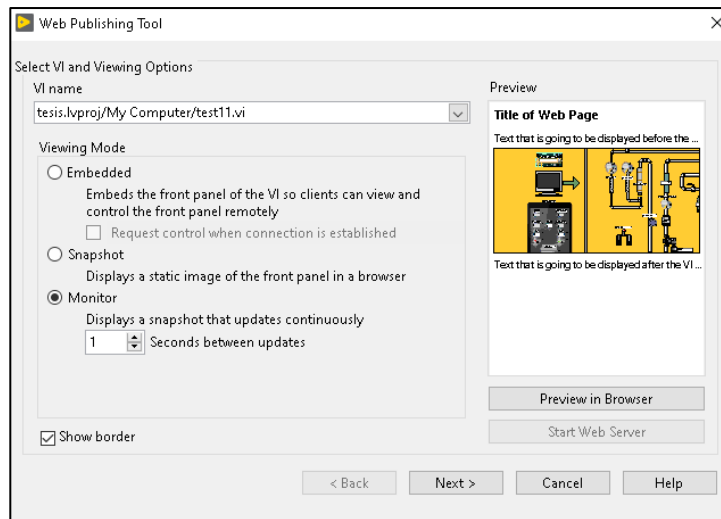 Web Publishing Tool
Select VI and Viewing Options
VI name
tesis.lvproj/My Computer/test11.vi
Viewing Mode
Embedded
Embeds the front panel of the VI so clients can view and
control the front panel remotely
Request control when connection is established
Snapshot
Displays a static image of the front panel in a browser
Monitor
Displays a snapshot that updates continuously
1 Seconds between updates
Show border
Preview
Title of Web Page
Text that is going to be displayed before the ...
Text that is going to be displayed after the VI ...
Preview in Browser
Start Web Server
< Back Next > Cancel Help